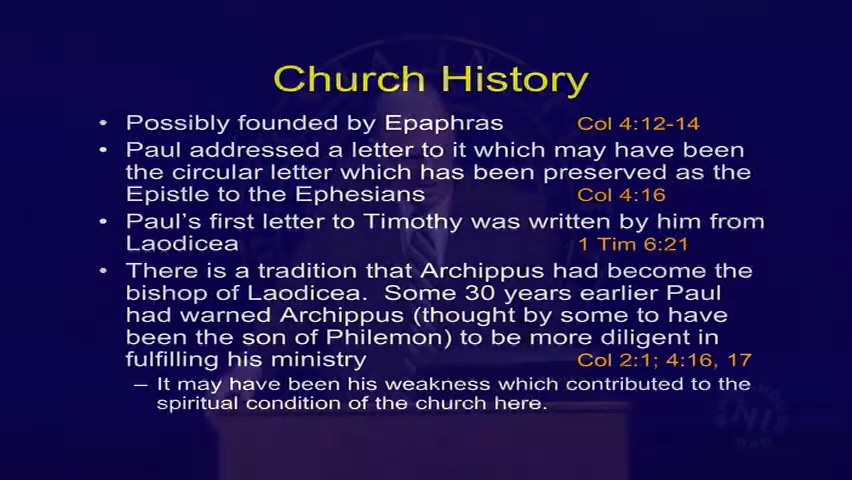 Church History
• Possibly founded by Epaphras Col 4:12-14
• Paul addressed a letter to it which may have been
the circular letter which has been preserved as the
Epistle to the Ephesians Col 4:16
• Paul's first letter to Timothy was written by him from
Laodicea 1 Tim 6:21
• There is a tradition that Archippus had become the
bishop of Laodicea. Some 30 years earlier Paul
had warned Archippus (thought by some to have
been the son of Philemon) to be more diligent in
fulfilling his ministry Col 2:1; 4:16, 17
– It may have been his weakness which contributed to the
spiritual condition of the church here.